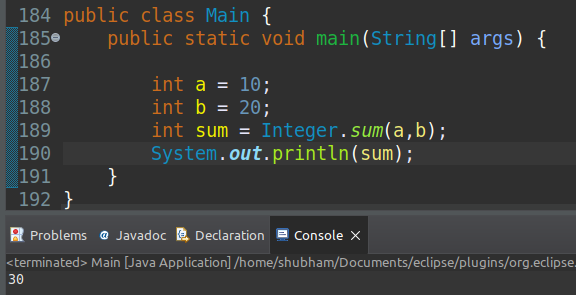 184 public class Main {
185 public static void main(String[] args) {
186
187 int a = 10;
188 int b = 20;
189 int sum = Integer.sum(a,b);
190 System.out.println(sum);
191 }
192 }
Problems Javadoc Declaration Console
<terminated> Main [Java Application] /home/shubham/Documents/eclipse/plugins/org.eclipse.
30